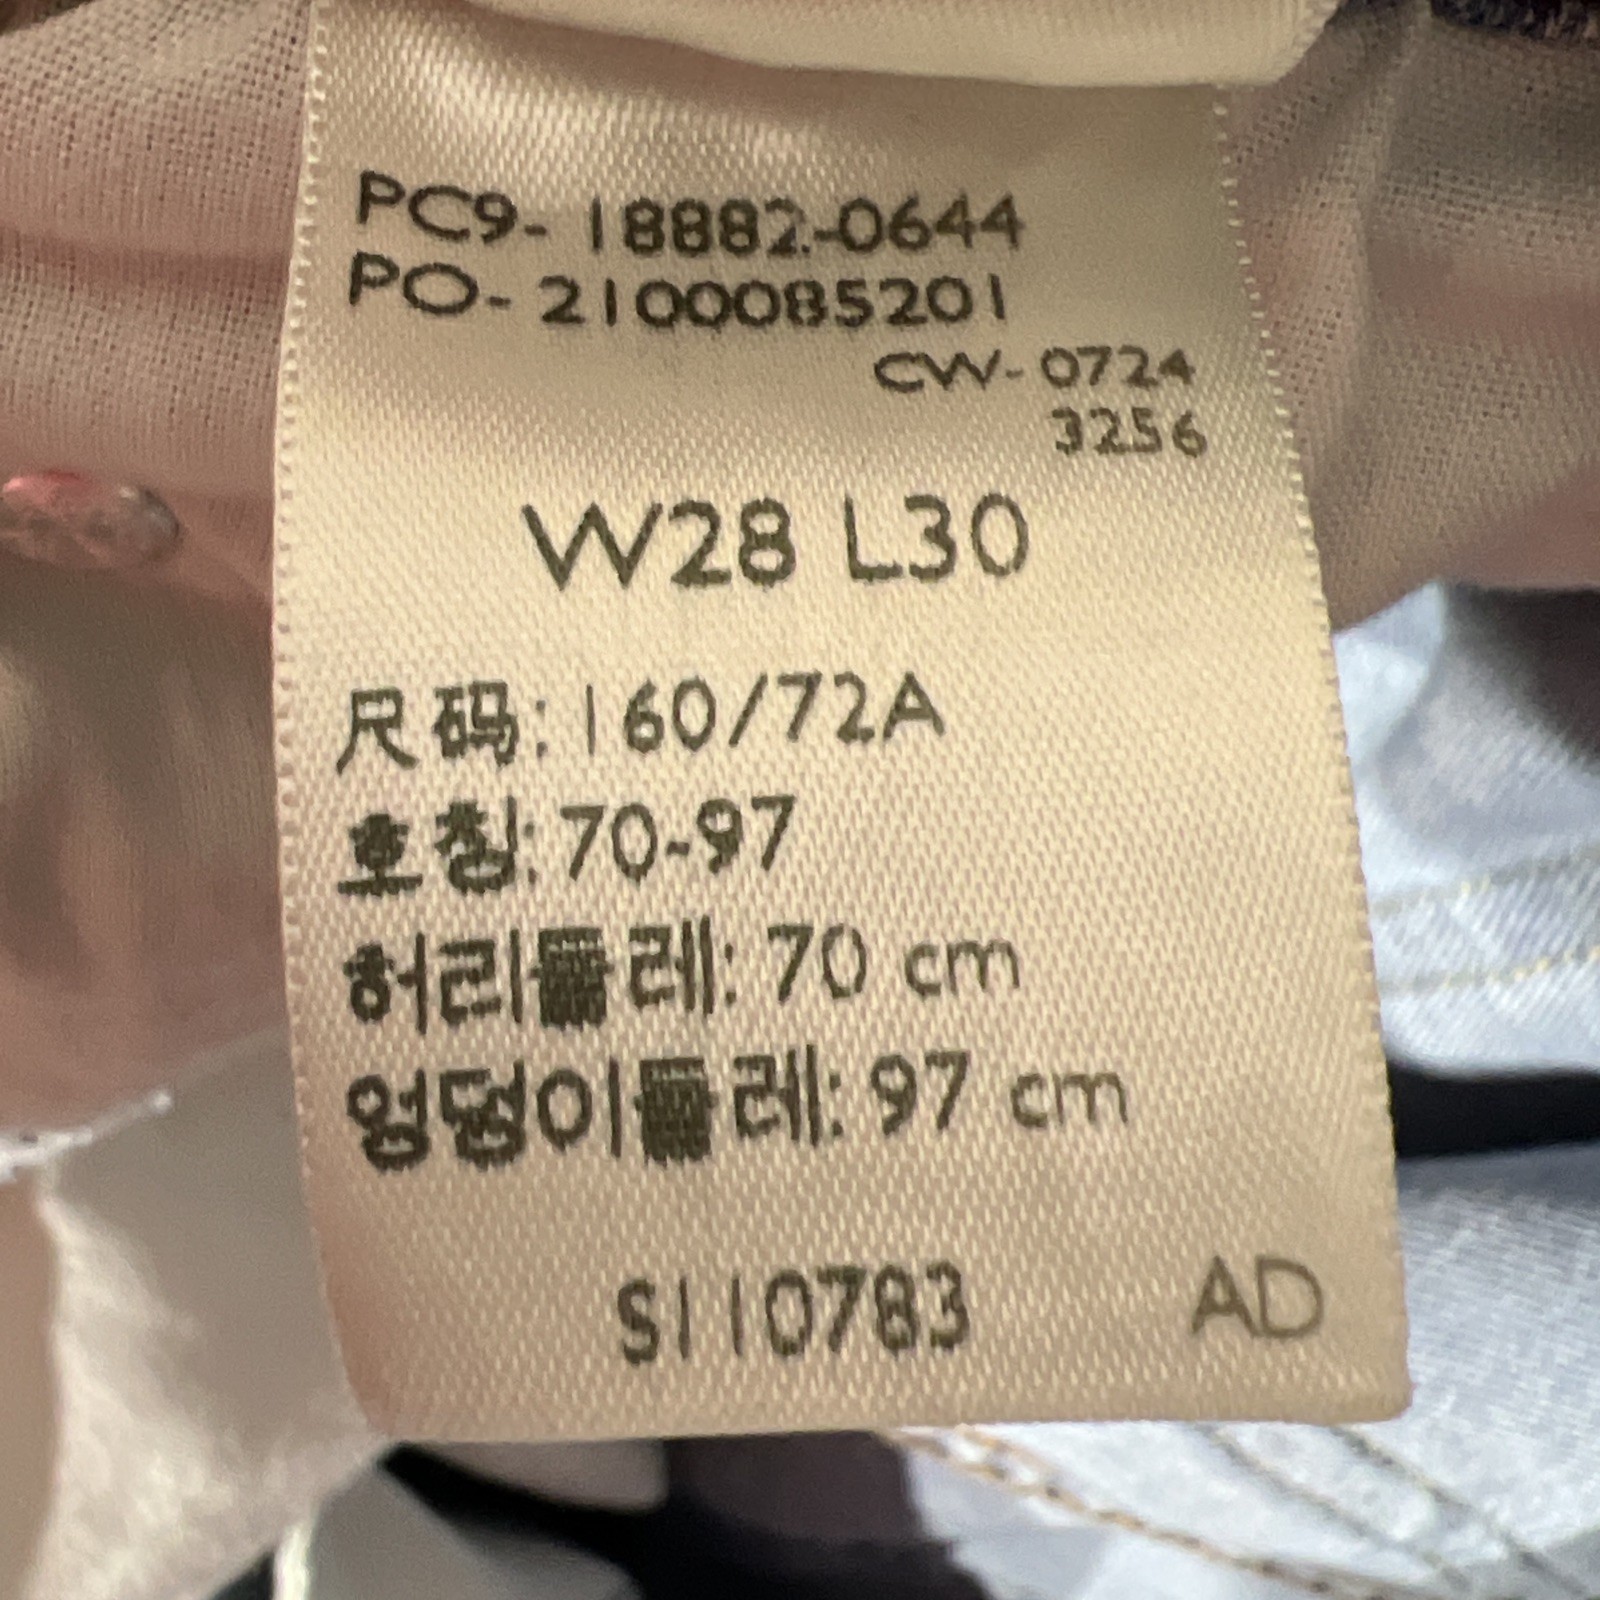 PC9-18882-0644
PO-2100085201
CW-0724
3256
W28 L30
尺码: 160/72A
호칭: 70-97
허리둘레: 70 cm
엉덩이둘레: 97 cm
S110783 AD